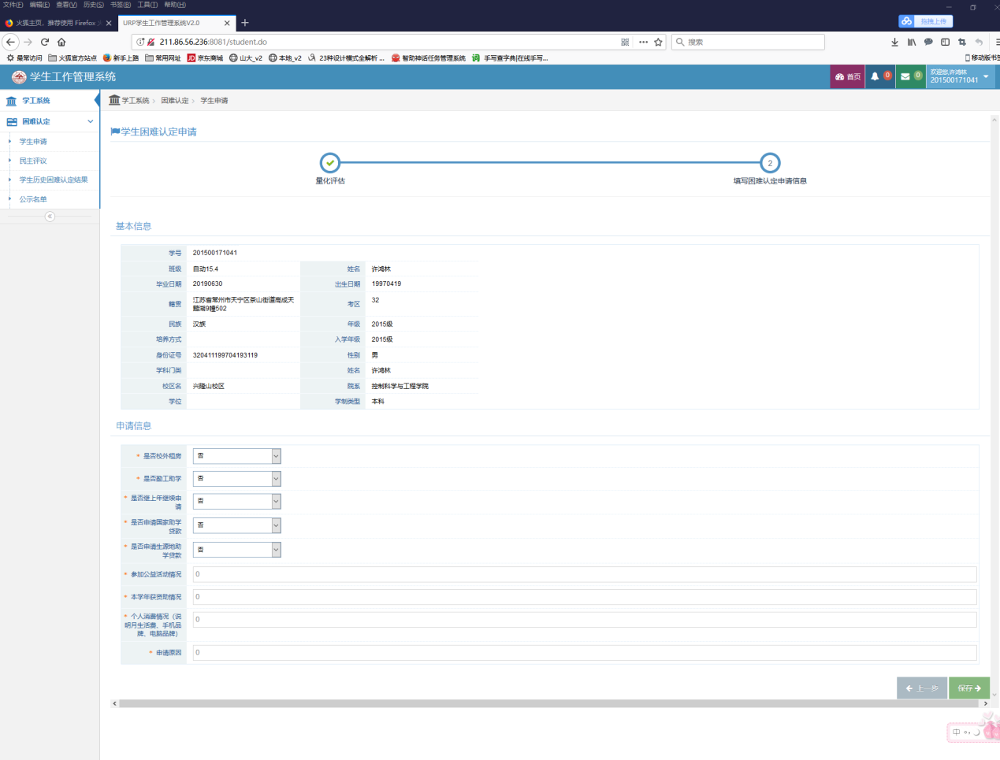 文件(F) 编辑(E) 查看(V) 历史(S) 书签(B) 工具(T) 帮助(H)
火狐主页，推荐使用 Firefox
URP学生工作管理系统V2.0
拖拽上传
211.86.56.236:8081/student.do
搜索
最常访问 火狐官方站点 新手上路 常用网址 JD 京东商城 山大_v2 本地_v2 23种设计模式全解析 ... 智能神话任务管理系统 词 手写查字典|在线手写...
移动版书签
学生工作管理系统
首页 0 0
欢迎您,许鸿林
201500171041
学工系统
困难认定
学生申请
民主评议
学生历史困难认定结果
公示名单
学工系统 > 困难认定 > 学生申请
学生困难认定申请
2
量化评估 填写困难认定申请信息
基本信息
学号 201500171041
班级 自动15.4 姓名 许鸿林
毕业日期 20190630 出生日期 19970419
籍贯 江苏省常州市天宁区茶山街道高成天鹅湖9幢502 考区 32
民族 汉族 年级 2015级
培养方式 入学年级 2015级
身份证号 320411199704193119 性别 男
学科门类 姓名 许鸿林
校区名 兴隆山校区 院系 控制科学与工程学院
学位 学制类型 本科
申请信息
* 是否校外租房 否
* 是否勤工助学 否
* 是否继上年继续申请 否
* 是否申请国家助学贷款 否
* 是否申请生源地助学贷款 否
* 参加公益活动情况 0
* 本学年获资助情况 0
* 个人消费情况（说明月生活费、手机品牌、电脑品牌） 0
* 申请原因 0
上一步 保存
中